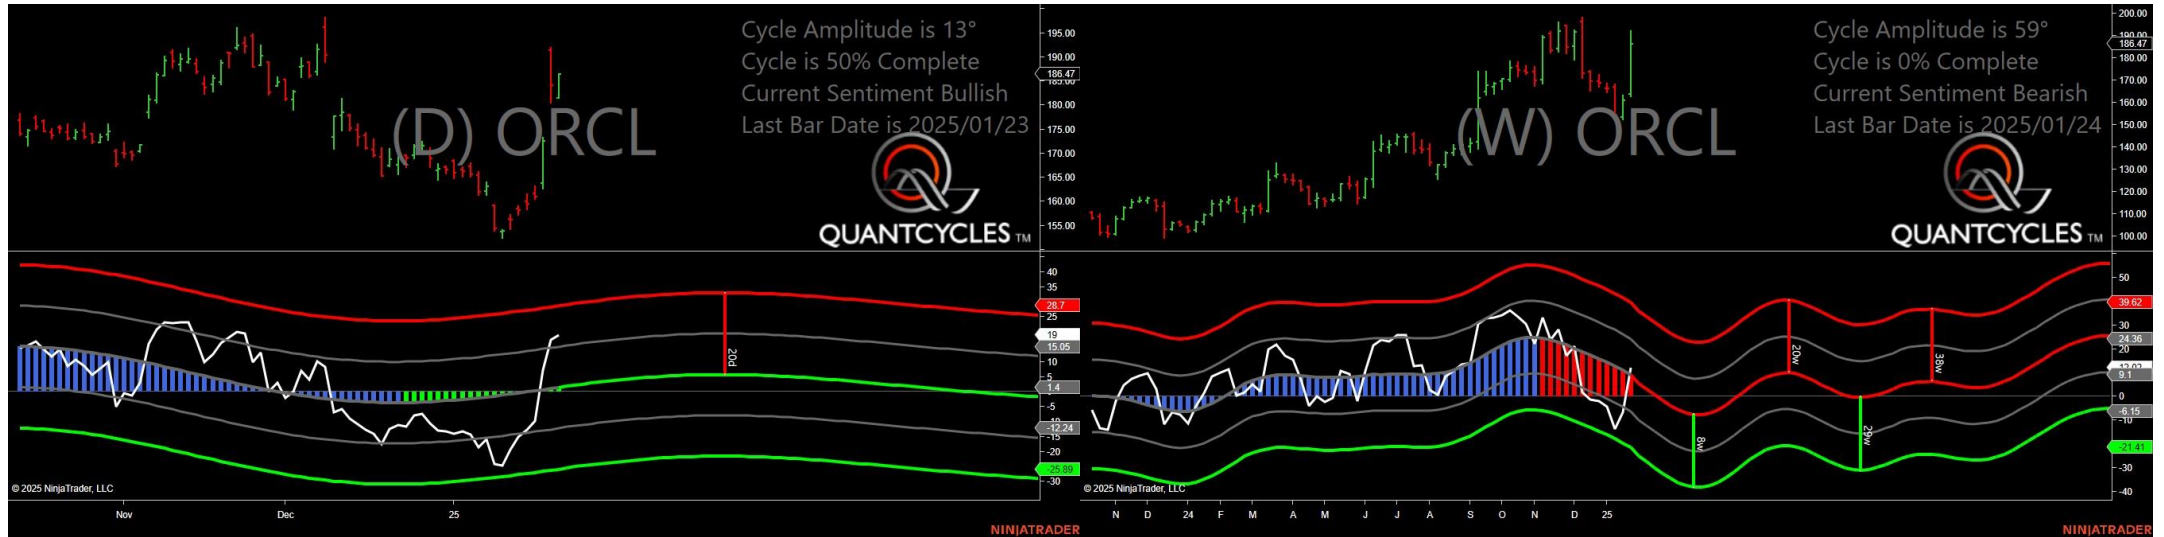 Cycle Amplitude is 13°
Cycle is 50% Complete
Current Sentiment Bullish
Last Bar Date is 2025/01/23
(D) ORCL
QUANTCYCLES TM
195.00
190.00
186.47
180.00
175.00
170.00
165.00
160.00
155.00
40
35
28.7
25
19
15.05
10
5
1.4
-5
-12.24
-15
-20
-25.89
-30
20d
© 2025 NinjaTrader, LLC
Nov
Dec
25
NINJATRADER
Cycle Amplitude is 59°
Cycle is 0% Complete
Current Sentiment Bearish
Last Bar Date is 2025/01/24
(W) ORCL
QUANTCYCLES TM
200.00
190.00
186.47
180.00
170.00
160.00
150.00
140.00
130.00
120.00
110.00
100.00
50
39.62
30
24.36
20
9.1
0
-6.15
-10
-21.41
-30
-40
8w
20w
29w
38w
© 2025 NinjaTrader, LLC
N D 24 F M A M J J A S O N D 25
NINJATRADER